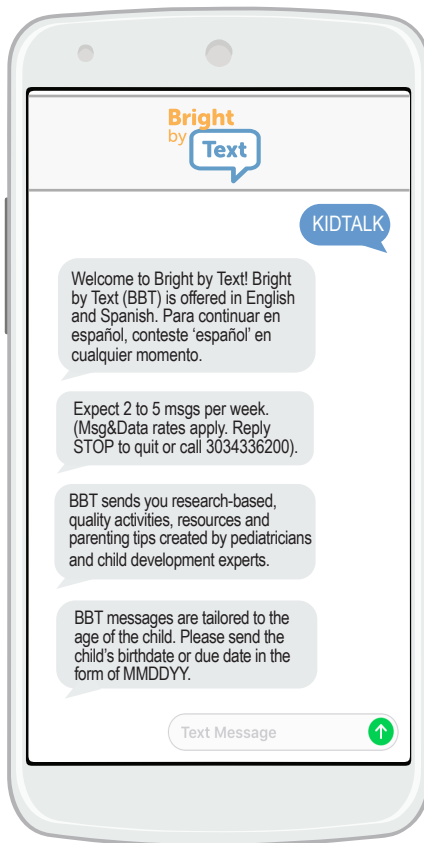 Bright
by Text
KIDTALK
Welcome to Bright by Text! Bright
by Text (BBT) is offered in English
and Spanish. Para continuar en
español, conteste ‘español’ en
cualquier momento.
Expect 2 to 5 msgs per week.
(Msg&Data rates apply. Reply
STOP to quit or call 3034336200).
BBT sends you research-based,
quality activities, resources and
parenting tips created by pediatricians
and child development experts.
BBT messages are tailored to the
age of the child. Please send the
child’s birthdate or due date in the
form of MMDDYY.
Text Message